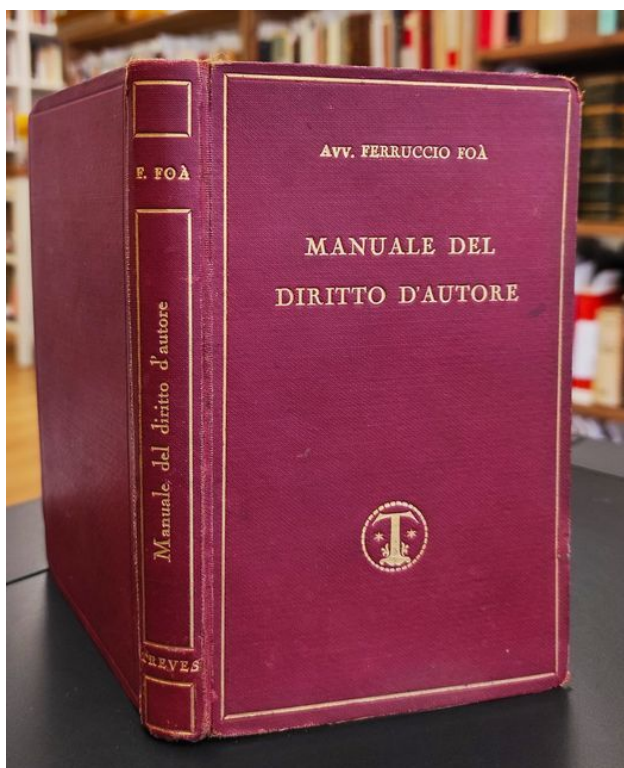 F. FOÀ
Manuale del diritto d'autore
TREVES
AVV. FERRUCCIO FOÀ
MANUALE DEL
DIRITTO D'AUTORE
T